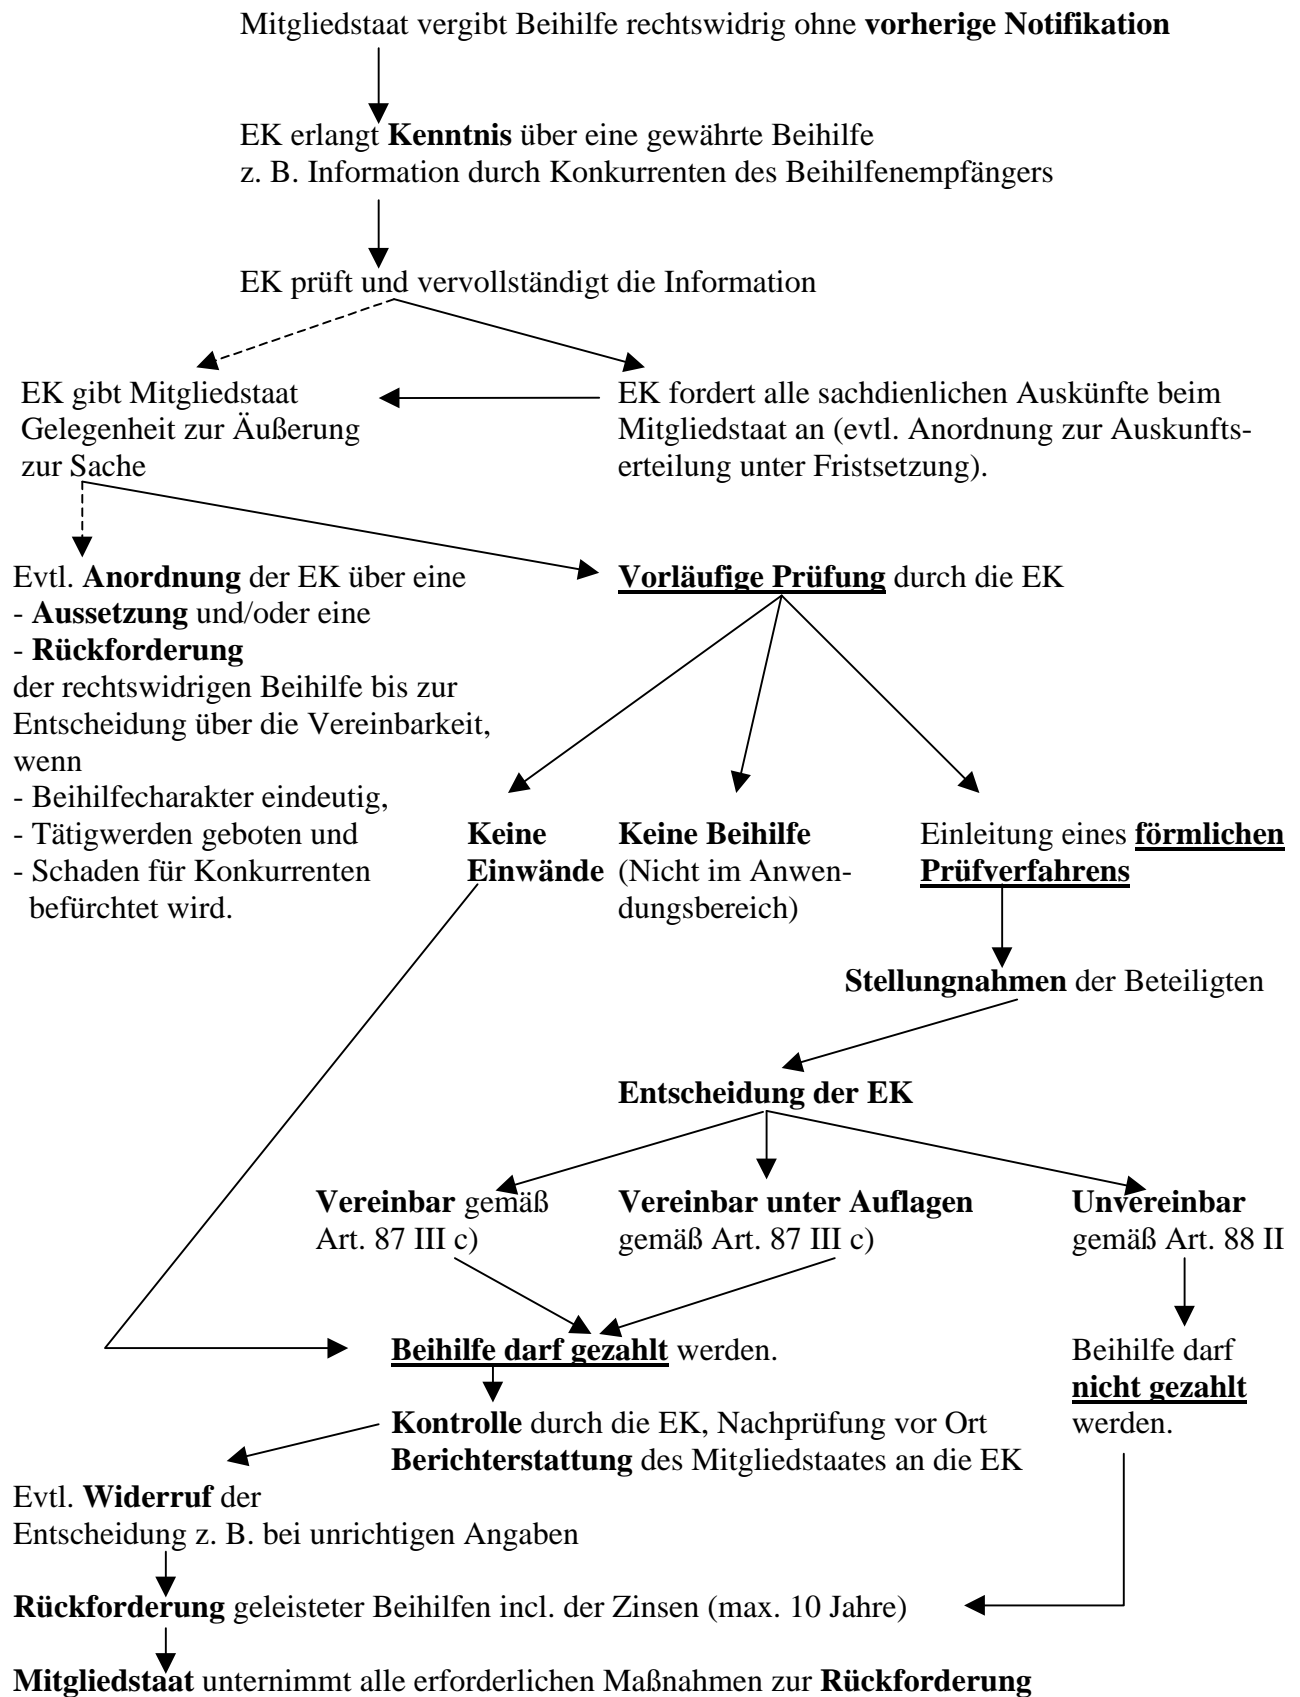 Mitgliedstaat vergibt Beihilfe rechtswidrig ohne vorherige Notifikation
EK erlangt Kenntnis über eine gewährte Beihilfe
z. B. Information durch Konkurrenten des Beihilfenempfängers
EK prüft und vervollständigt die Information
EK gibt Mitgliedstaat
Gelegenheit zur Äußerung
zur Sache
EK fordert alle sachdienlichen Auskünfte beim
Mitgliedstaat an (evtl. Anordnung zur Auskunfts-
erteilung unter Fristsetzung).
Evtl. Anordnung der EK über eine
- Aussetzung und/oder eine
- Rückforderung
der rechtswidrigen Beihilfe bis zur
Entscheidung über die Vereinbarkeit,
wenn
- Beihilfecharakter eindeutig,
- Tätigwerden geboten und
- Schaden für Konkurrenten
befürchtet wird.
Vorläufige Prüfung durch die EK
Keine
Einwände
Keine Beihilfe
(Nicht im Anwen-
dungsbereich)
Einleitung eines förmlichen
Prüfverfahrens
Stellungnahmen der Beteiligten
Entscheidung der EK
Vereinbar gemäß
Art. 87 III c)
Vereinbar unter Auflagen
gemäß Art. 87 III c)
Unvereinbar
gemäß Art. 88 II
Beihilfe darf gezahlt werden.
Beihilfe darf
nicht gezahlt
werden.
Kontrolle durch die EK, Nachprüfung vor Ort
Berichterstattung des Mitgliedstaates an die EK
Evtl. Widerruf der
Entscheidung z. B. bei unrichtigen Angaben
Rückforderung geleisteter Beihilfen incl. der Zinsen (max. 10 Jahre)
Mitgliedstaat unternimmt alle erforderlichen Maßnahmen zur Rückforderung